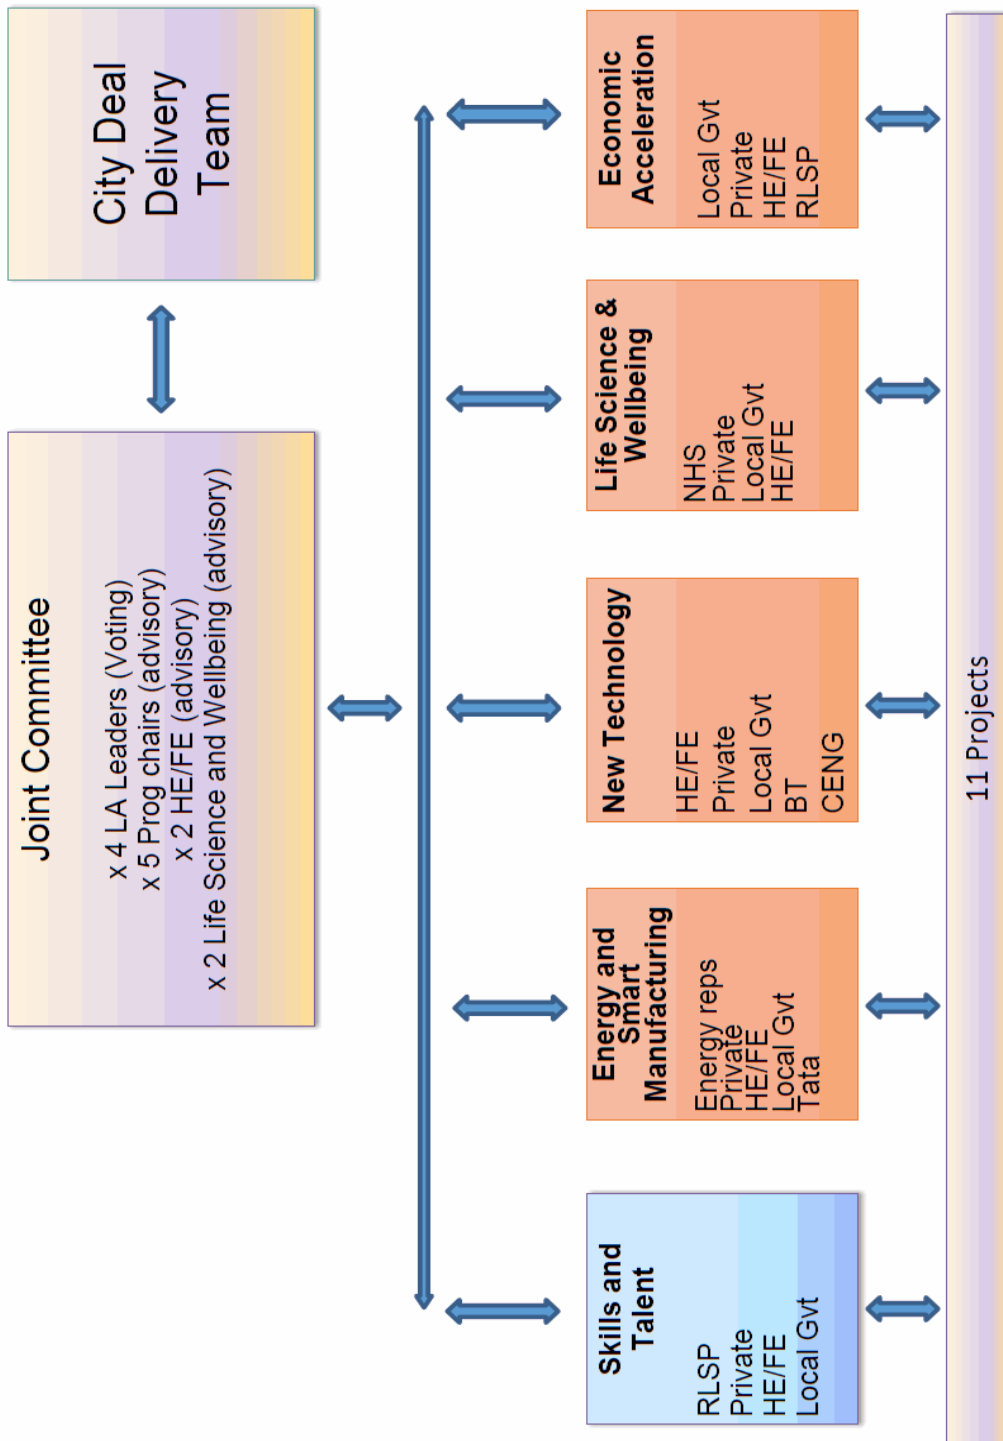 Joint Committee
x 4 LA Leaders (Voting)
x 5 Prog chairs (advisory)
x 2 HE/FE (advisory)
x 2 Life Science and Wellbeing (advisory)
City Deal
Delivery
Team
Skills and
Talent
RLSP
Private
HE/FE
Local Gvt
Energy and
Smart
Manufacturing
Energy reps
Private
HE/FE
Local Gvt
Tata
New Technology
HE/FE
Private
Local Gvt
BT
CENG
Life Science &
Wellbeing
NHS
Private
Local Gvt
HE/FE
Economic
Acceleration
Local Gvt
Private
HE/FE
RLSP
11 Projects